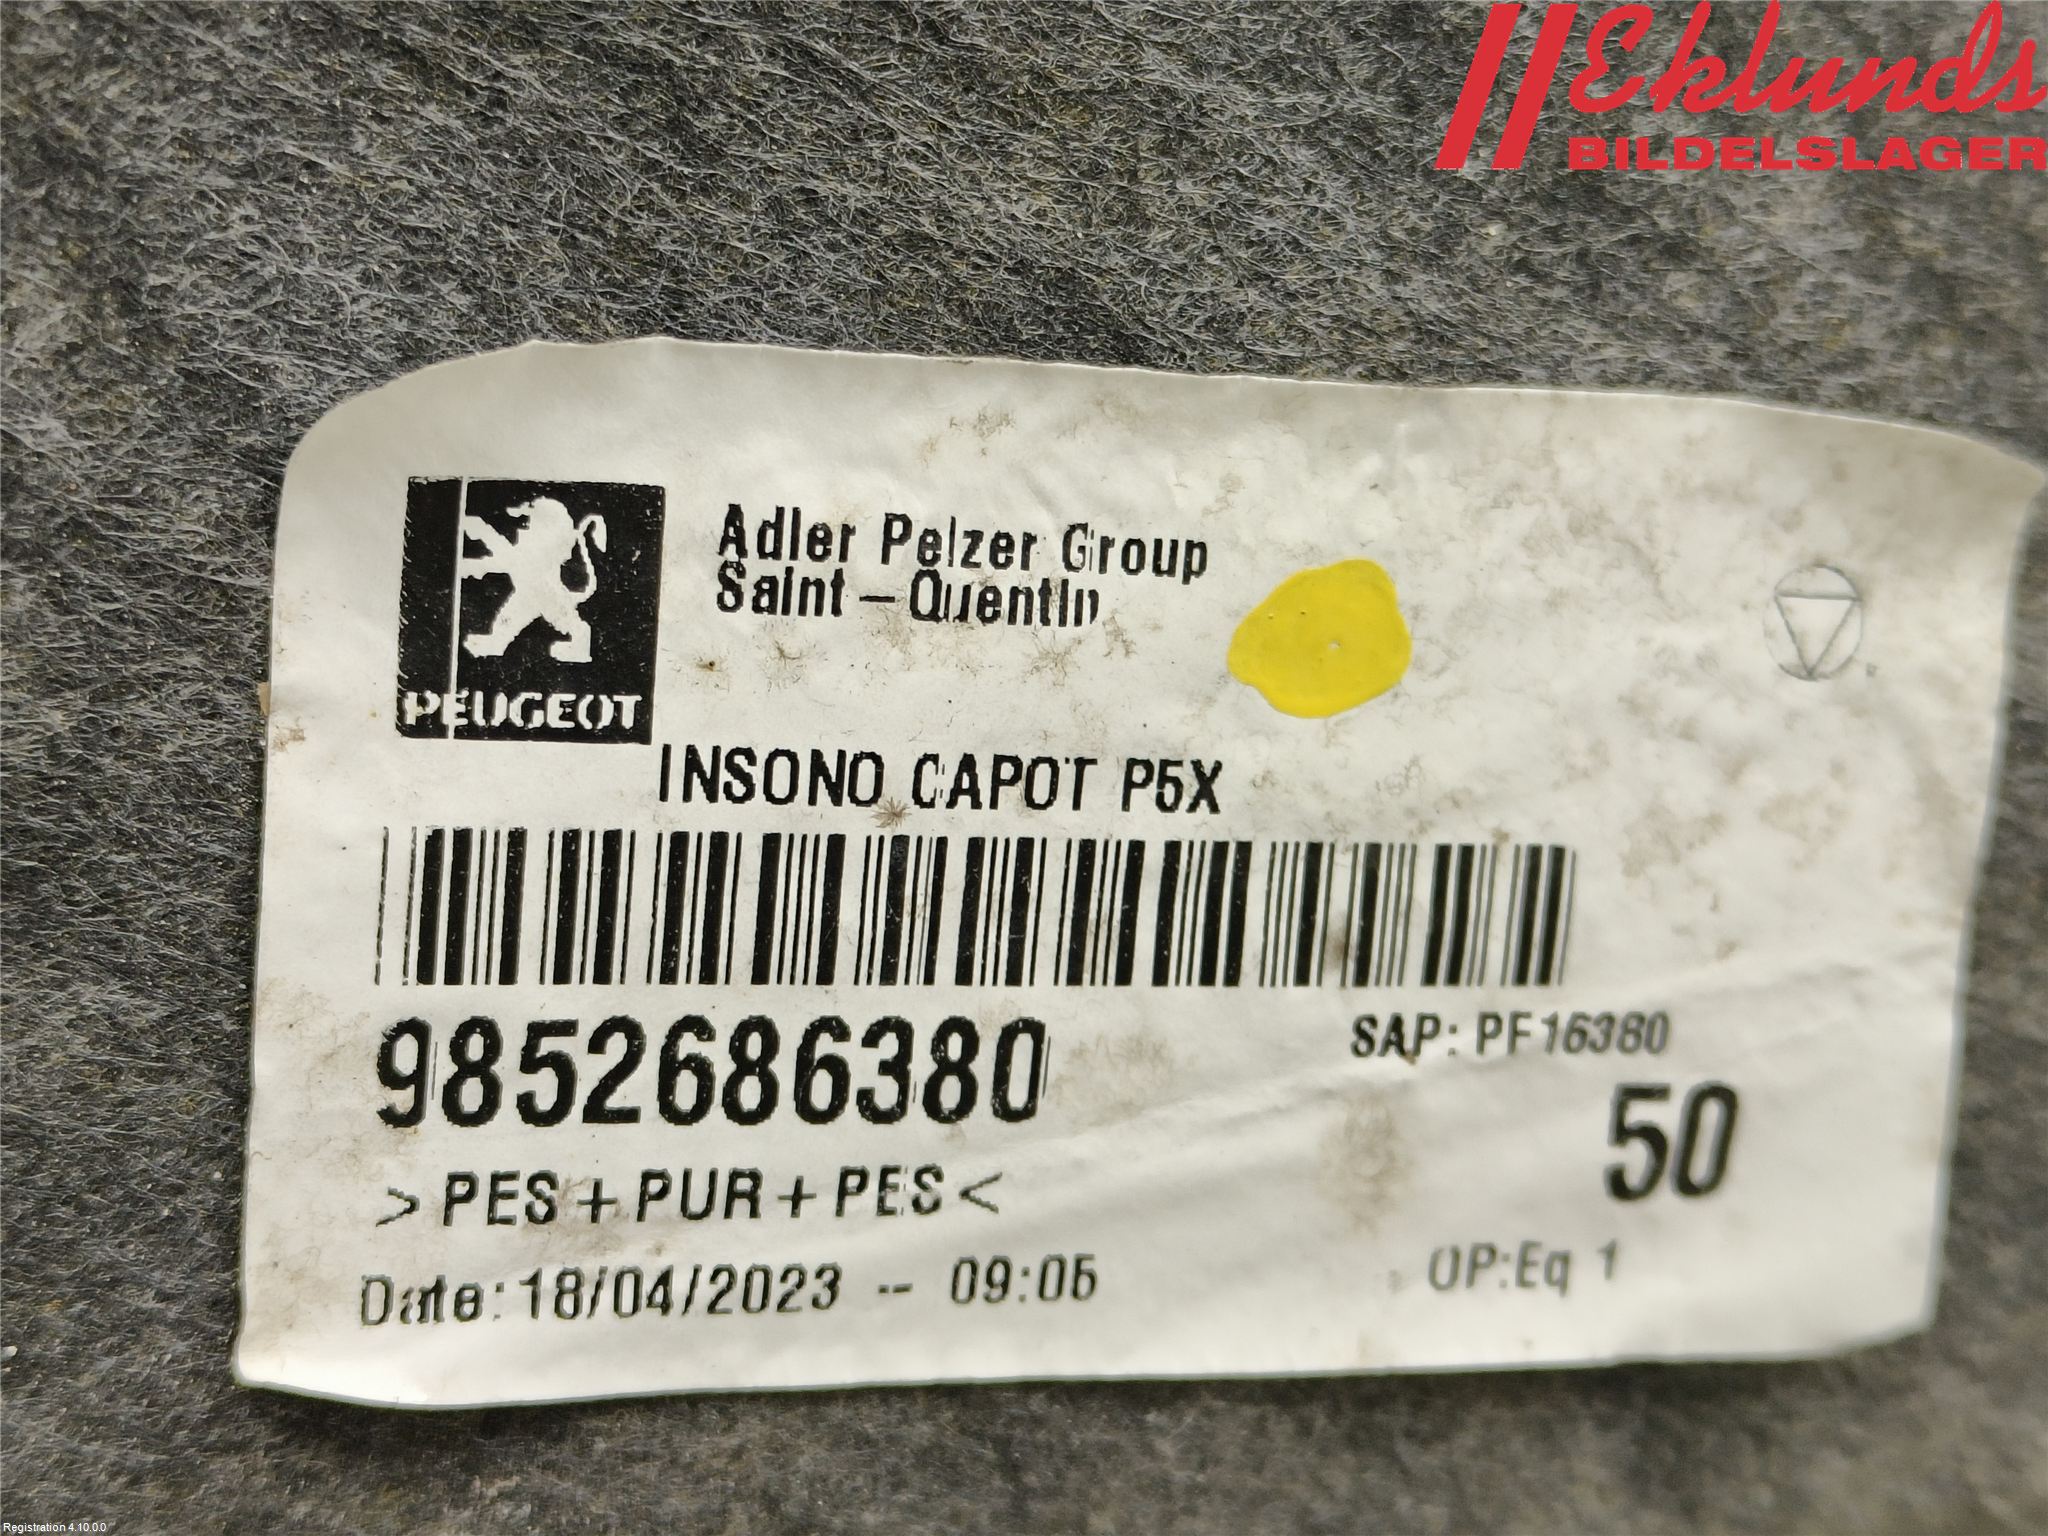 Eklunds
BILDELSLAGER
Adler Pelzer Group
Saint-Quentin
PEUGEOT
INSONO CAPOT P5X
9852686380
SAP: PF16380
50
>PES+PUR+PES<
Date: 18/04/2023 -- 09:05
OP:Eq 1
Registration 4.10.0.0